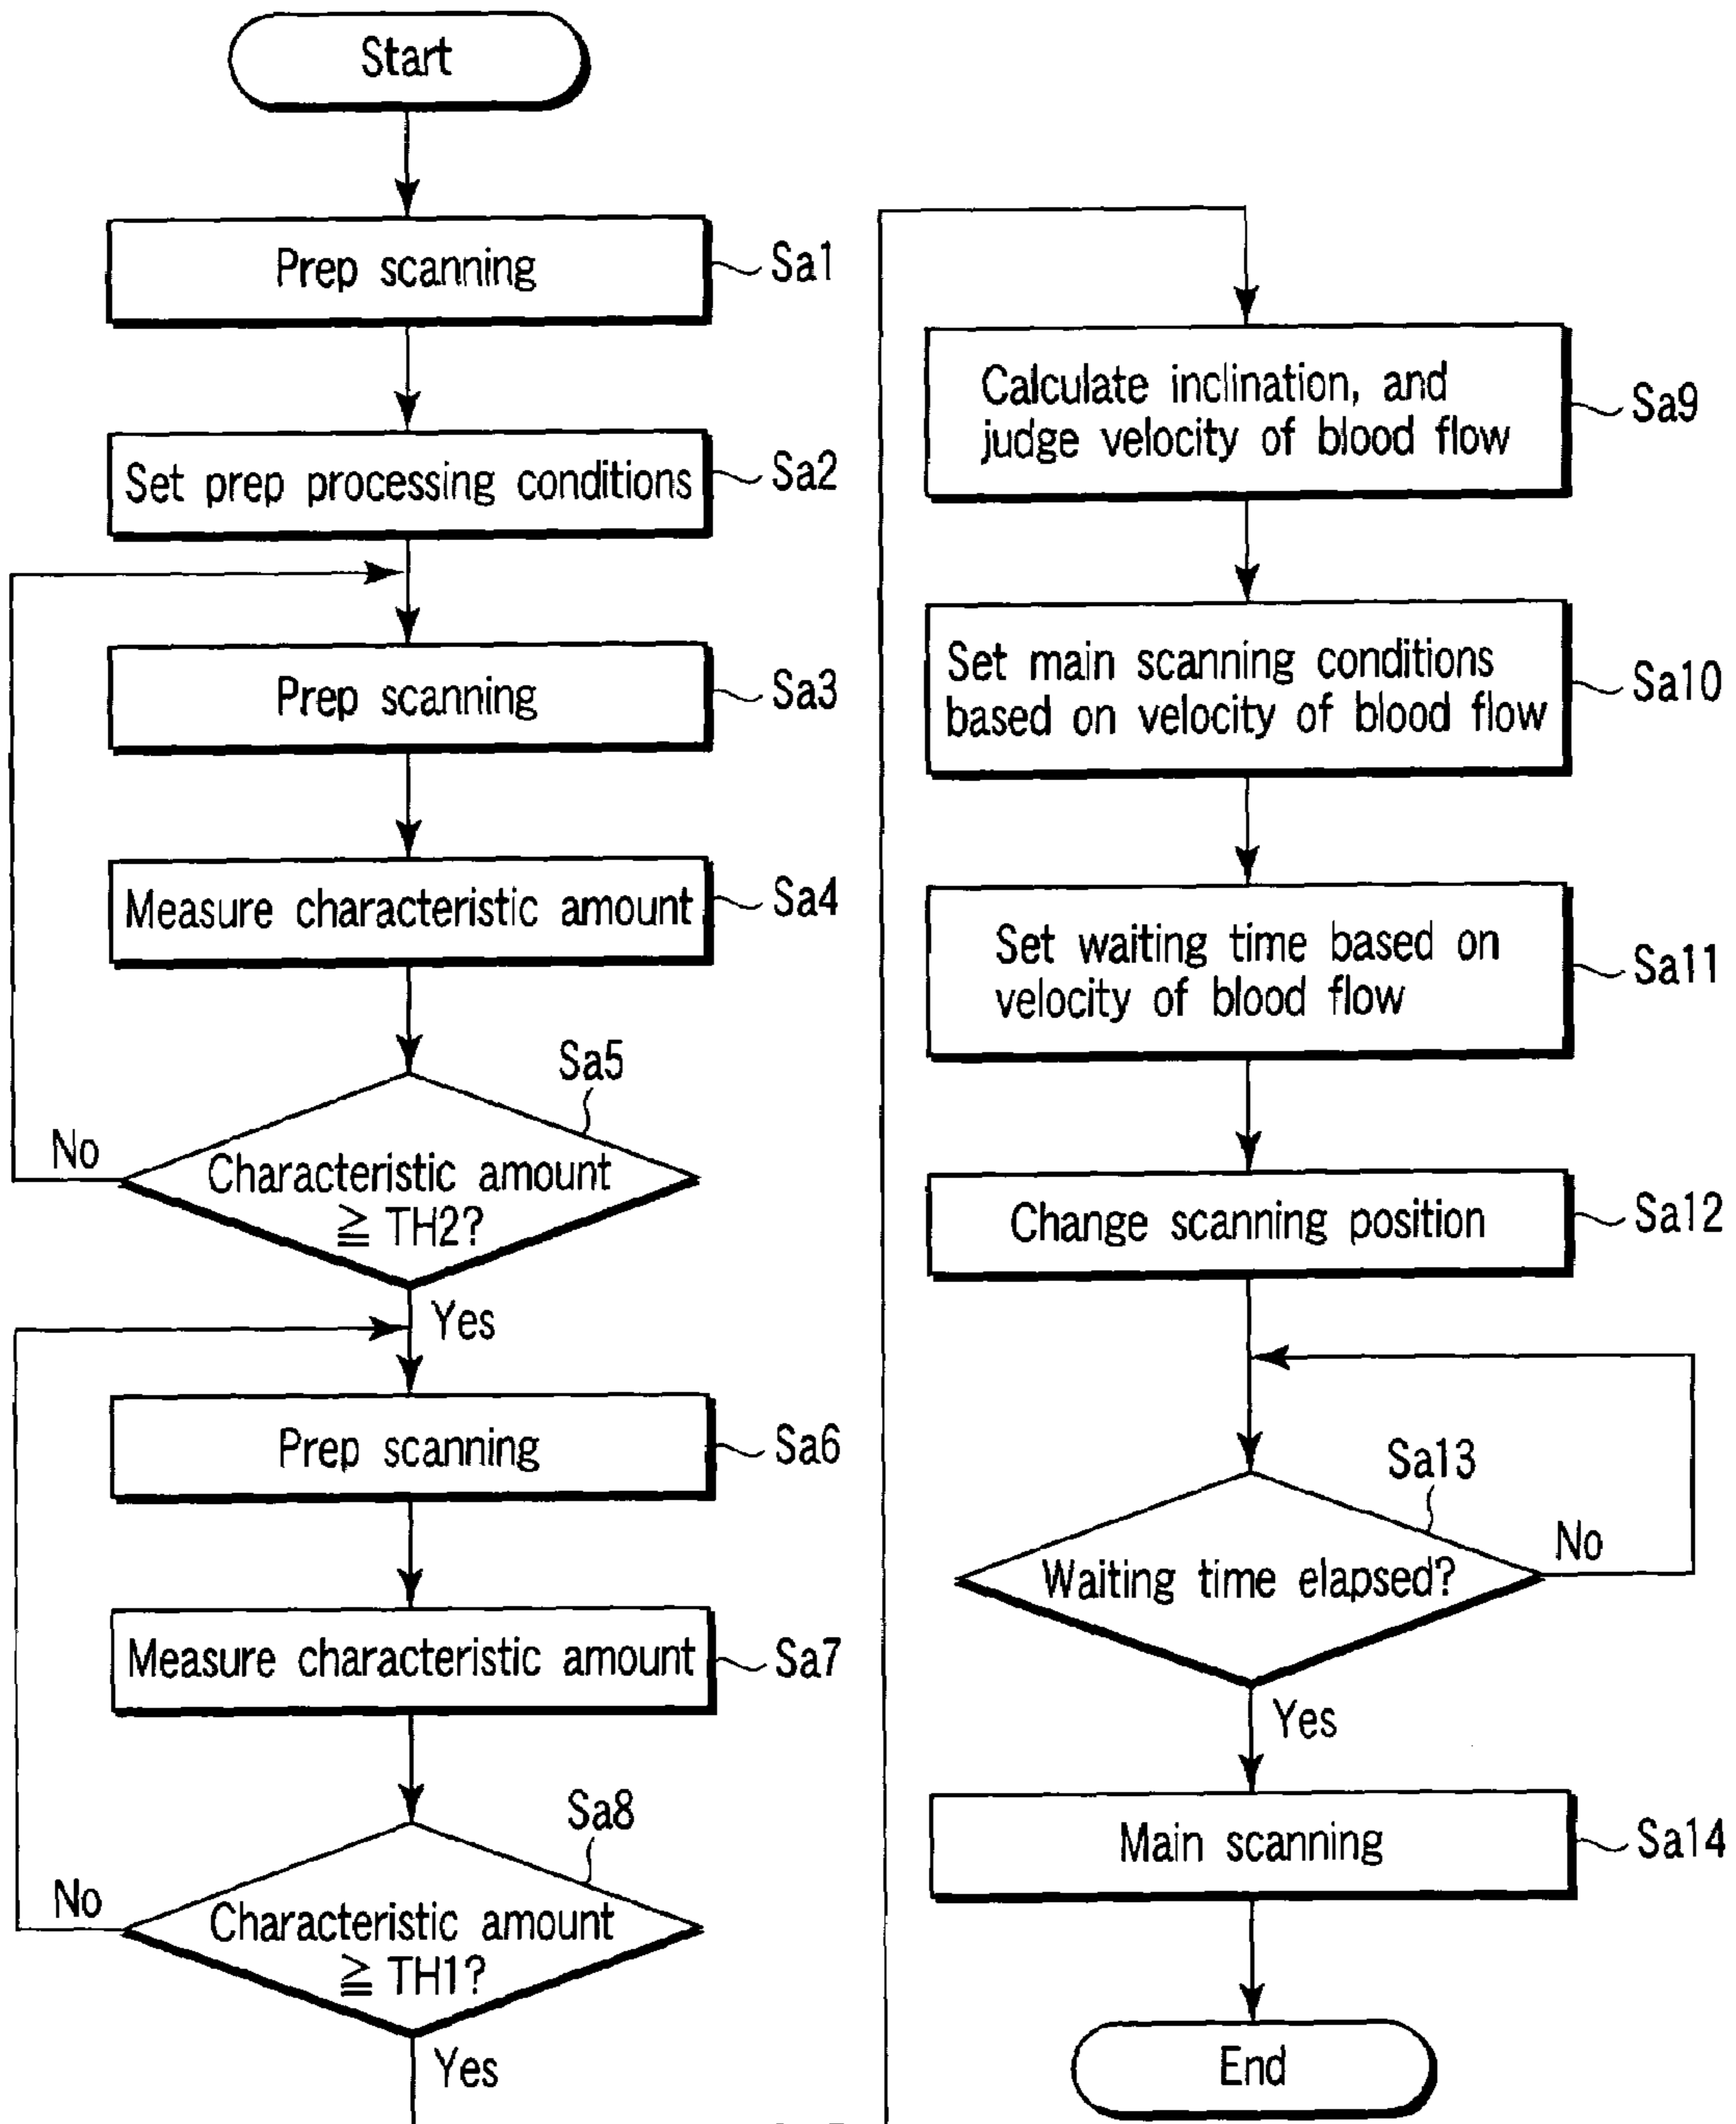 Start
Prep scanning
Sa1
Set prep processing conditions
Sa2
Prep scanning
Sa3
Measure characteristic amount
Sa4
Sa5
No
Characteristic amount
≧ TH2?
Yes
Prep scanning
Sa6
Measure characteristic amount
Sa7
Sa8
No
Characteristic amount
≧ TH1?
Yes
Calculate inclination, and
judge velocity of blood flow
Sa9
Set main scanning conditions
based on velocity of blood flow
Sa10
Set waiting time based on
velocity of blood flow
Sa11
Change scanning position
Sa12
Sa13
No
Waiting time elapsed?
Yes
Main scanning
Sa14
End